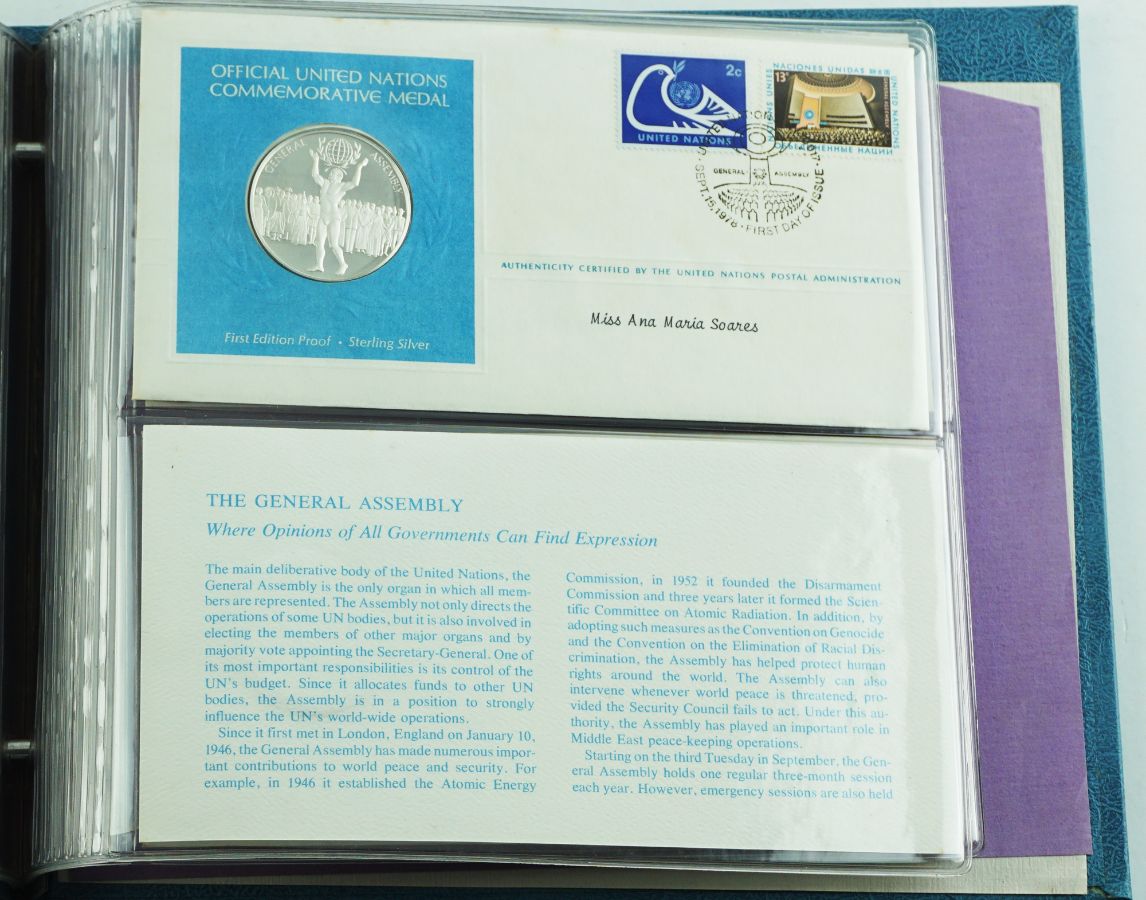 OFFICIAL UNITED NATIONS
COMMEMORATIVE MEDAL
GENERAL ASSEMBLY
First Edition Proof • Sterling Silver
2c
UNITED NATIONS
NACIONES UNIDAS
13c
UNITED NATIONS
NATIONS UNIES
ОБЪЕДИНЕННЫЕ НАЦИИ
GENERAL ASSEMBLY
SEPT. 15, 1978 · FIRST DAY OF ISSUE ·
AUTHENTICITY CERTIFIED BY THE UNITED NATIONS POSTAL ADMINISTRATION
Miss Ana Maria Soares
THE GENERAL ASSEMBLY
Where Opinions of All Governments Can Find Expression
The main deliberative body of the United Nations, the
General Assembly is the only organ in which all mem-
bers are represented. The Assembly not only directs the
operations of some UN bodies, but it is also involved in
electing the members of other major organs and by
majority vote appointing the Secretary-General. One of
its most important responsibilities is its control of the
UN's budget. Since it allocates funds to other UN
bodies, the Assembly is in a position to strongly
influence the UN's world-wide operations.
Since it first met in London, England on January 10,
1946, the General Assembly has made numerous impor-
tant contributions to world peace and security. For
example, in 1946 it established the Atomic Energy
Commission, in 1952 it founded the Disarmament
Commission and three years later it formed the Scien-
tific Committee on Atomic Radiation. In addition, by
adopting such measures as the Convention on Genocide
and the Convention on the Elimination of Racial Dis-
crimination, the Assembly has helped protect human
rights around the world. The Assembly can also
intervene whenever world peace is threatened, pro-
vided the Security Council fails to act. Under this au-
thority, the Assembly has played an important role in
Middle East peace-keeping operations.
Starting on the third Tuesday in September, the Gen-
eral Assembly holds one regular three-month session
each year. However, emergency sessions are also held